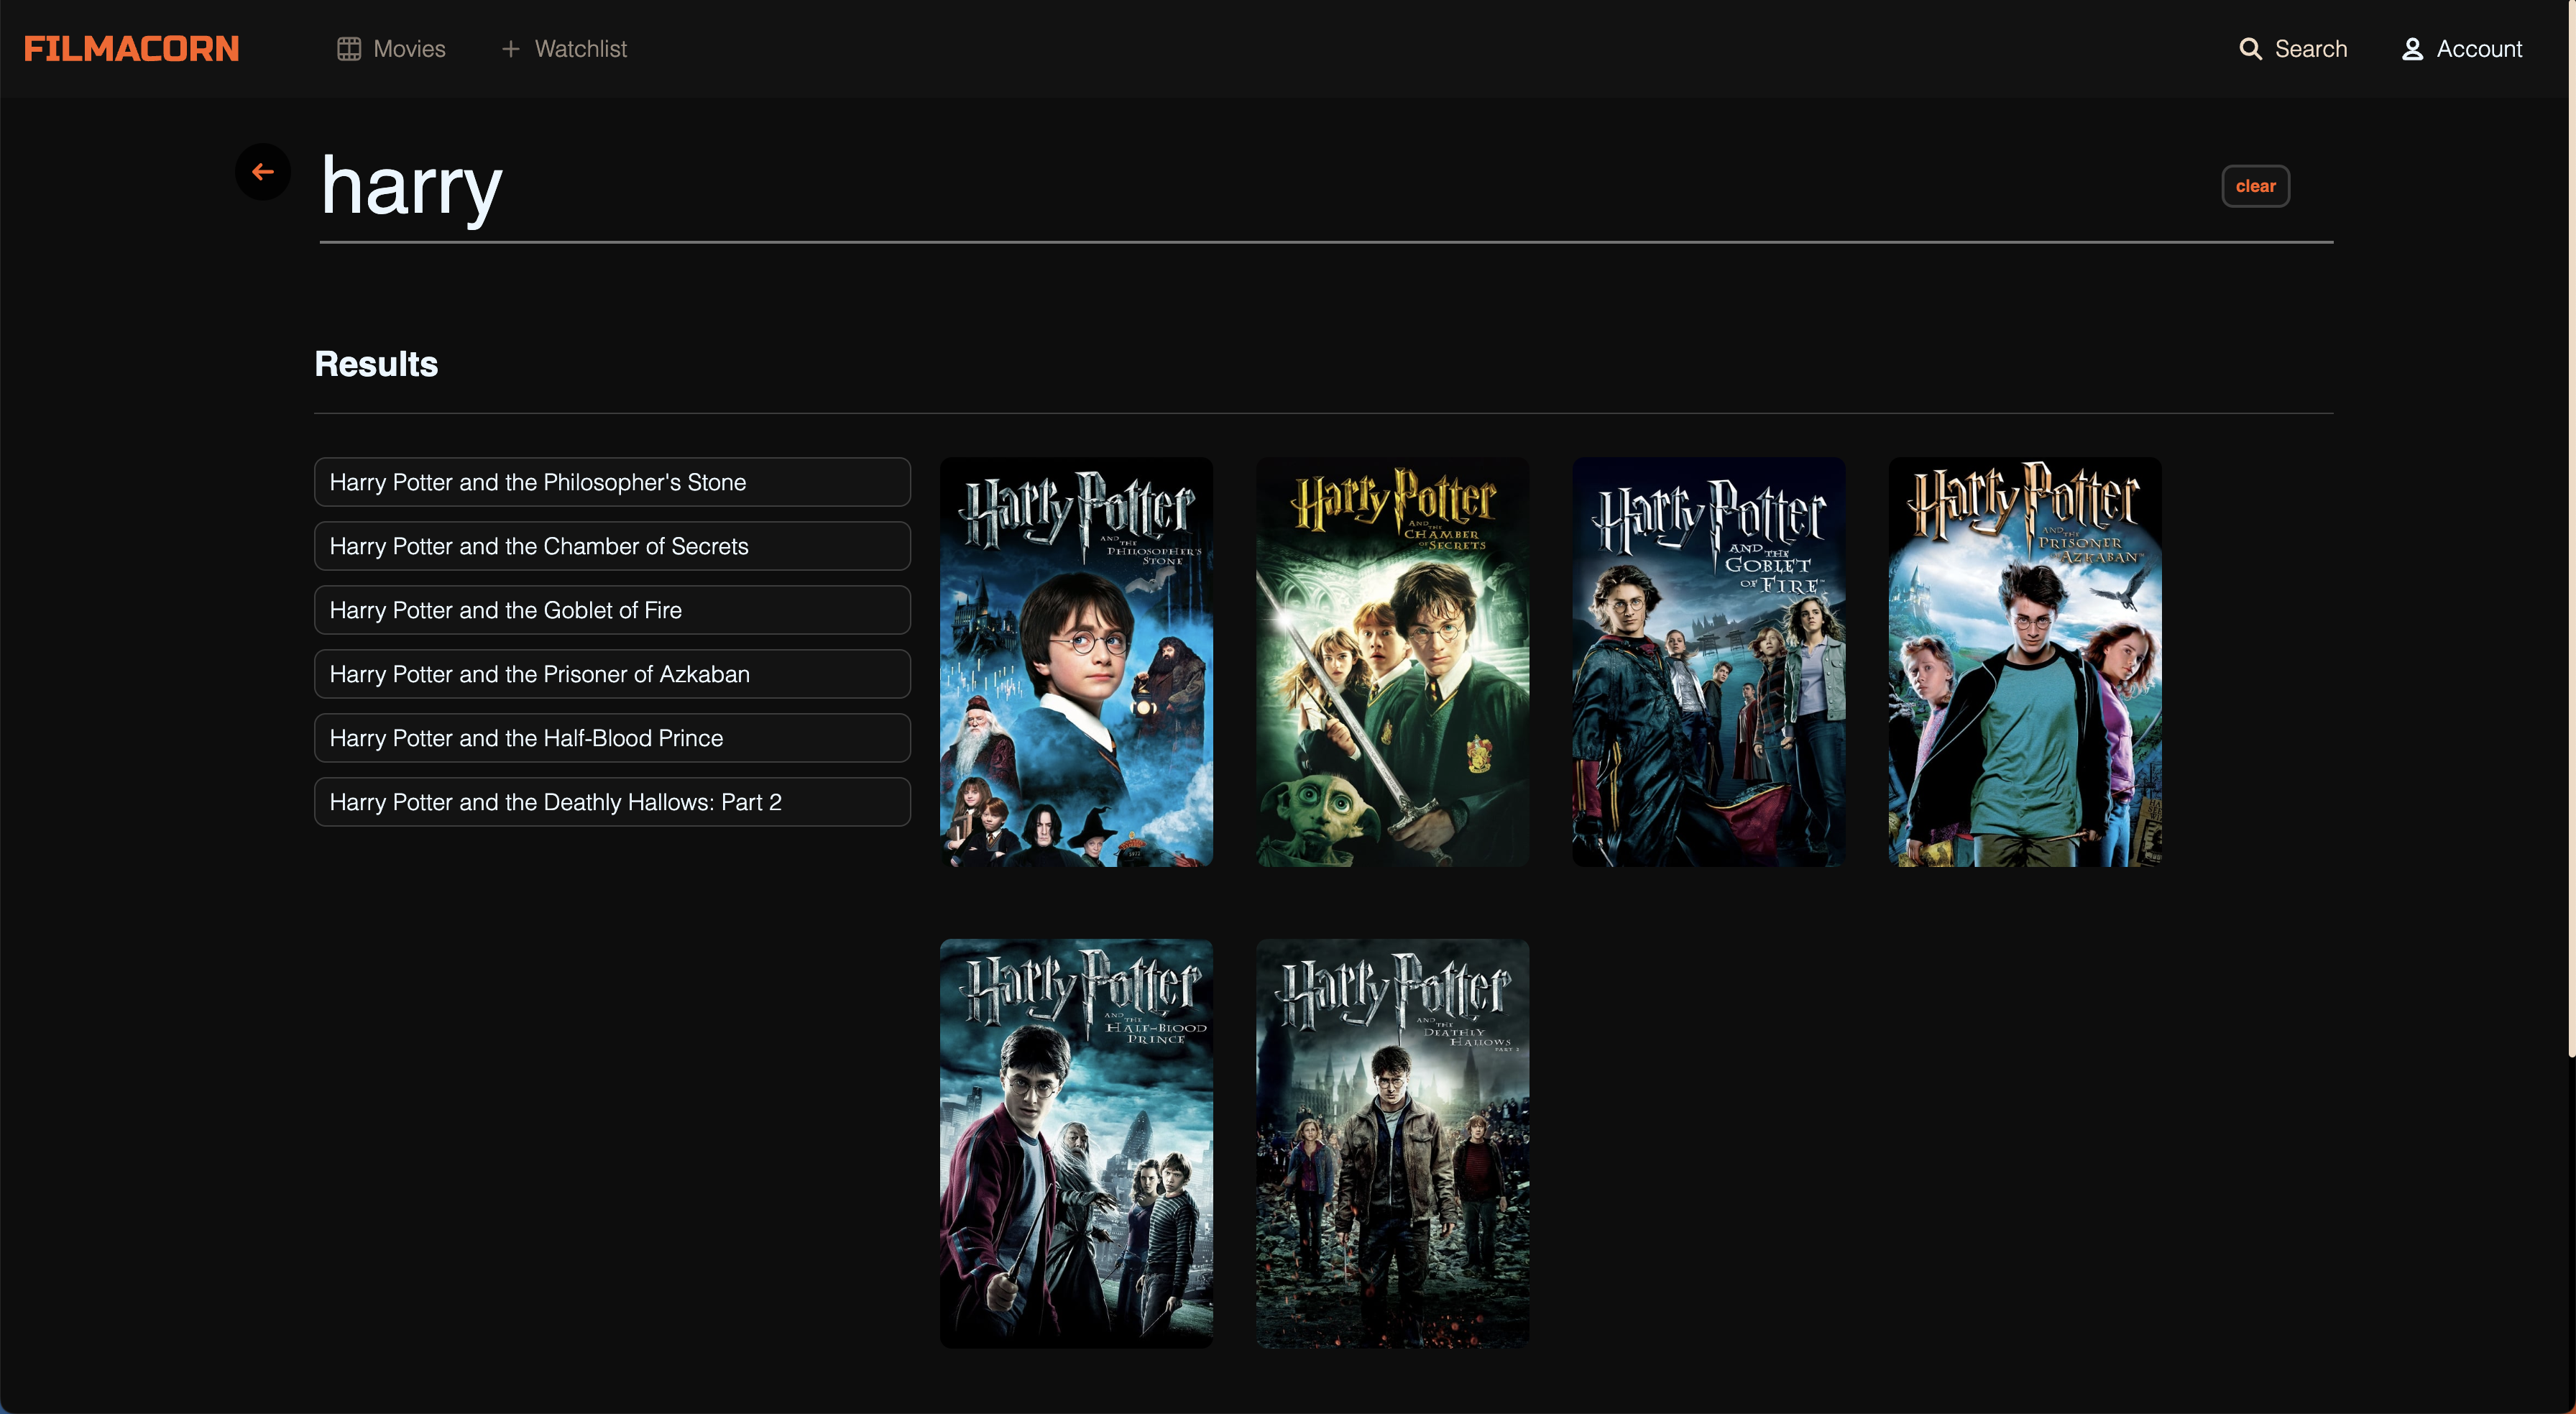 FILMACORN
Movies
Watchlist
Search
Account
harry
clear
Results
Harry Potter and the Philosopher's Stone
Harry Potter and the Chamber of Secrets
Harry Potter and the Goblet of Fire
Harry Potter and the Prisoner of Azkaban
Harry Potter and the Half-Blood Prince
Harry Potter and the Deathly Hallows: Part 2
Harry Potter
AND THE
PHILOSOPHER'S
STONE
Harry Potter
AND THE
CHAMBER
OF SECRETS
Harry Potter
AND THE
GOBLET
OF FIRE™
Harry Potter
AND THE
PRISONER
OF AZKABAN™
Harry Potter
AND THE
HALF-BLOOD
PRINCE
Harry Potter
AND THE
DEATHLY
HALLOWS
PART 2